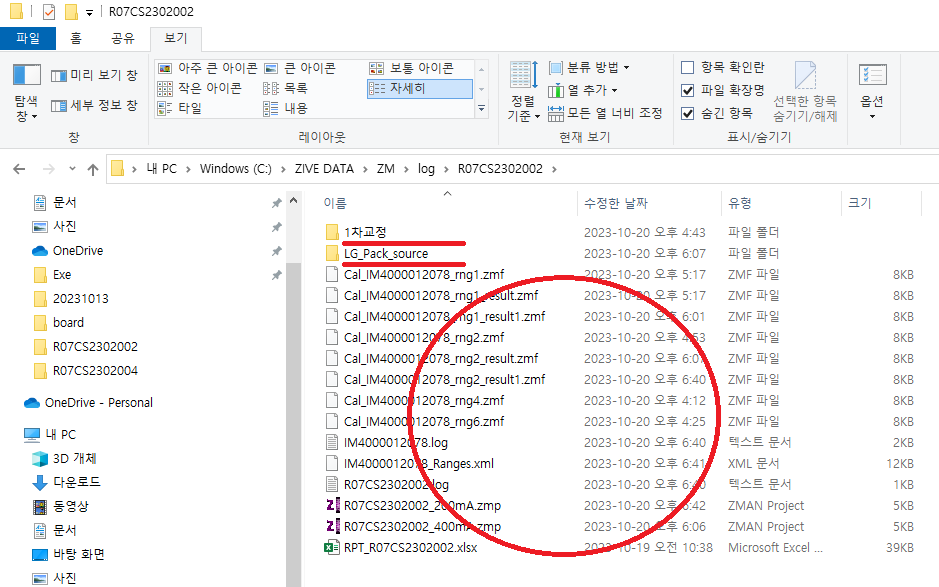 R07CS2302002
파일 홈 공유 보기
미리 보기 창
세부 정보 창
탐색
창
창
아주 큰 아이콘 큰 아이콘 보통 아이콘
작은 아이콘 목록 자세히
타일 내용
레이아웃
정렬
기준
분류 방법
열 추가
모든 열 너비 조정
현재 보기
항목 확인란
파일 확장명
숨긴 항목
선택한 항목
숨기기/해제
표시/숨기기
옵션
내 PC > Windows (C:) > ZIVE DATA > ZM > log > R07CS2302002 >
문서
사진
OneDrive
Exe
20231013
board
R07CS2302002
R07CS2302004
OneDrive - Personal
내 PC
3D 개체
다운로드
동영상
문서
바탕 화면
사진
이름 수정한 날짜 유형 크기
1차교정 2023-10-20 오후 4:43 파일 폴더
LG_Pack_source 2023-10-20 오후 6:07 파일 폴더
Cal_IM4000012078_rng1.zmf 2023-10-20 오후 5:17 ZMF 파일 8KB
Cal_IM4000012078_rng1_result.zmf 2023-10-20 오후 5:17 ZMF 파일 8KB
Cal_IM4000012078_rng1_result1.zmf 2023-10-20 오후 6:01 ZMF 파일 8KB
Cal_IM4000012078_rng2.zmf 2023-10-20 오후 4:53 ZMF 파일 8KB
Cal_IM4000012078_rng2_result.zmf 2023-10-20 오후 ZMF 파일 8KB
Cal_IM4000012078_rng2_result1.zmf 2023-10-20 오후 6:40 ZMF 파일 8KB
Cal_IM4000012078_rng4.zmf 2023-10-20 오후 4:12 ZMF 파일 8KB
Cal_IM4000012078_rng6.zmf 2023-10-20 오후 4:25 ZMF 파일 8KB
IM4000012078.log 2023-10-20 오후 6:40 텍스트 문서 2KB
IM4000012078_Ranges.xml 2023-10-20 오후 6:41 XML 문서 12KB
R07CS2302002.log 2023-10-20 오후 텍스트 문서 1KB
R07CS2302002_200mA.zmp 2023-10-20 오후 6:42 ZMAN Project 5KB
R07CS2302002_400mA.zmp 2023-10-20 오후 6:06 ZMAN Project 5KB
RPT_R07CS2302002.xlsx 2023-10-19 오전 10:38 Microsoft Excel ... 39KB